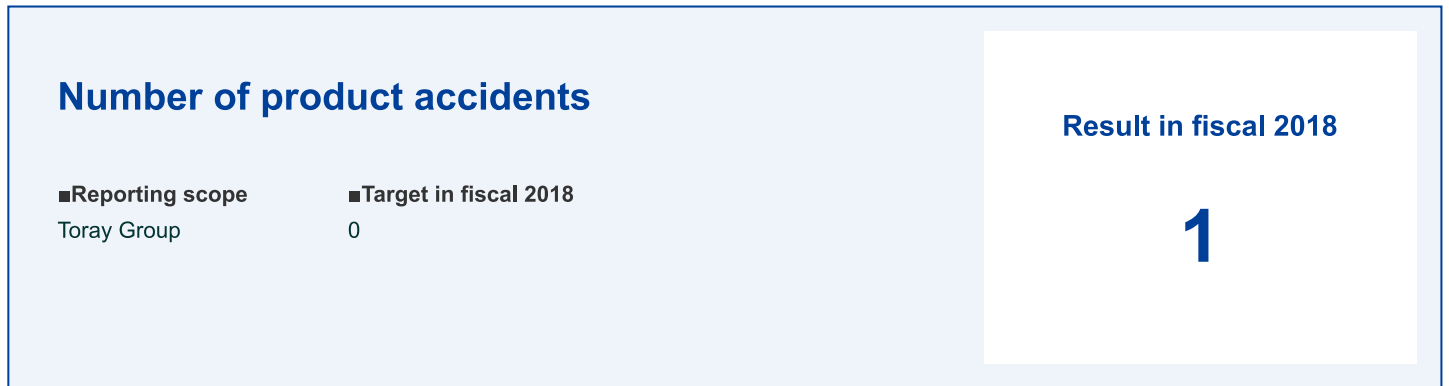 Number of product accidents
■Reporting scope
Toray Group
■Target in fiscal 2018
0
Result in fiscal 2018
1